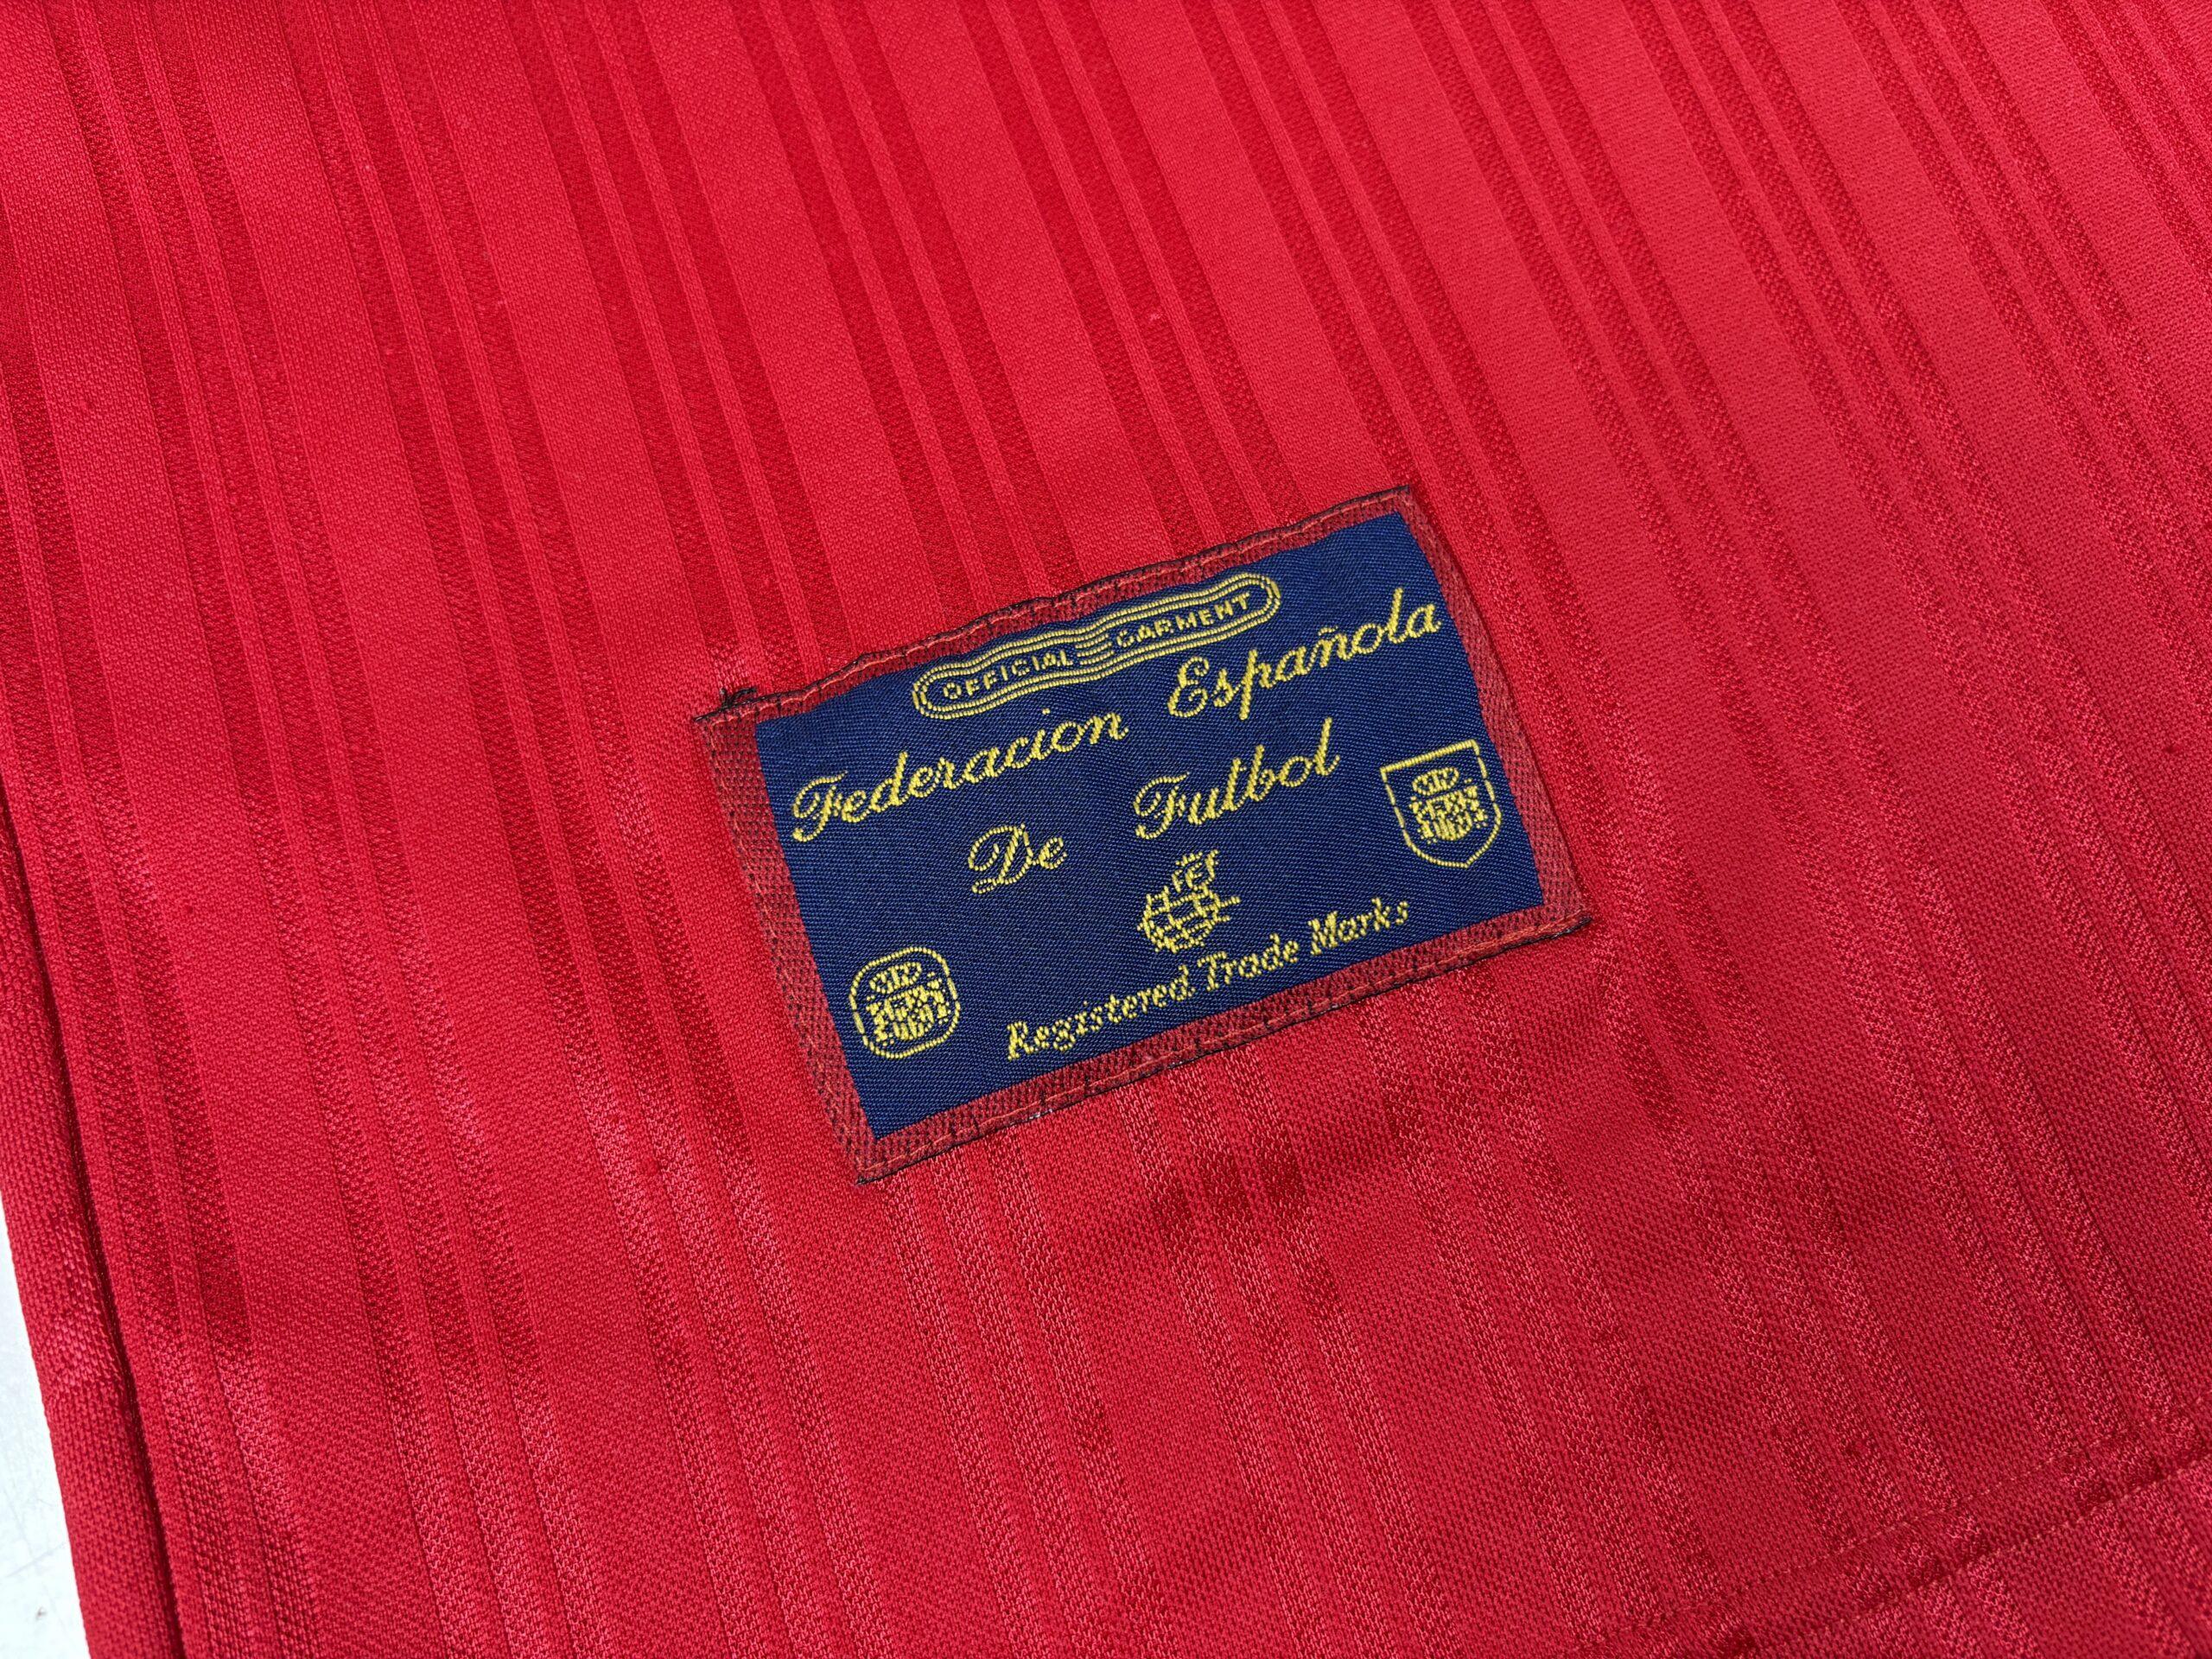 OFFICIAL GARMENT
Federacion Española
De Futbol
Registered Trade Marks